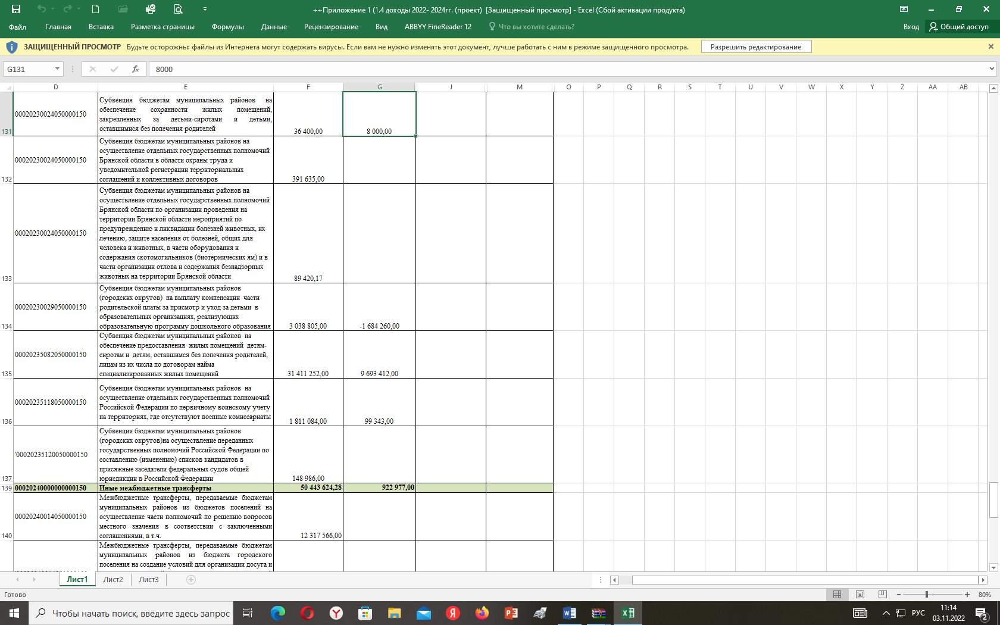 ++Приложение 1 (1.4 доходы 2022- 2024гг. (проект)  [Защищенный просмотр] - Excel (Сбой активации продукта)
Файл Главная Вставка Разметка страницы Формулы Данные Рецензирование Вид ABBYY FineReader 12 Что вы хотите сделать? Вход Общий доступ
ЗАЩИЩЕННЫЙ ПРОСМОТР Будьте осторожны: файлы из Интернета могут содержать вирусы. Если вам не нужно изменять этот документ, лучше работать с ним в режиме защищенного просмотра. Разрешить редактирование
G131 fx 8000
D E F G J M O P Q R S T U V W X Y Z AA AB
Субвенция бюджетам муниципальных районов на
обеспечение сохранности жилых помещений,
00020230024050000150
закрепленных за детьми-сиротами и детьми,
оставшимися без попечения родителей
131 36 400,00 8 000,00
Субвенция бюджетам муниципальных районов на
осуществление отдельных государственных полномочий
00020230024050000150 Брянской области в области охраны труда и
уведомительной регистрации территориальных
132 соглашений и коллективных договоров 391 635,00
Субвенция бюджетам муниципальных районов на
осуществление отдельных государственных полномочий
Брянской области по организации проведения на
территории Брянской области мероприятий по
00020230024050000150 предупреждению и ликвидации болезней животных, их
лечению, защите населения от болезней, общих для
человека и животных, в части оборудования и
содержания скотомогильников (биотермических ям) и в
части организации отлова и содержания безнадзорных
133 животных на территории Брянской области 89 420,17
Субвенция бюджетам муниципальных районов
(городских округов)  на выплату компенсации  части
00020230029050000150 родительской платы за присмотр и уход за детьми  в
образовательных организациях, реализующих
134 образовательную программу дошкольного образования 3 038 805,00 -1 684 260,00
Субвенция бюджетам муниципальных районов  на
обеспечение предоставления  жилых помещений  детям-
00020235082050000150 сиротам и  детям, оставшимся без попечения родителей,
лицам из их числа по договорам найма
135 специализированных жилых помещений 31 411 252,00 9 693 412,00
Субвенция бюджетам муниципальных районов  на
осуществление отдельных государственных полномочий
00020235118050000150 Российской Федерации по первичному воинскому учету
на территориях, где отсутствуют военные комиссариаты
136 1 811 084,00 99 343,00
Субвенции бюджетам муниципальных районов
(городских округов)на осуществление переданных
государственных полномочий Российской Федерации по
'00020235120050000150 составлению (изменению) списков кандидатов в
присяжные заседатели федеральных судов общей
137 юрисдикции в Российской Федерации 148 986,00
139 00020240000000000150 Иные межбюджетные трансферты 50 443 624,28 922 977,00
Межбюджетные трансферты, передаваемые бюджетам
муниципальных районов из бюджетов поселений на
00020240014050000150 осуществление части полномочий по решению вопросов
местного значения в соответствии с заключенными
140 соглашениями, в т.ч. 12 317 566,00
Межбюджетные трансферты, передаваемые бюджетам
муниципальных районов из бюджета городского
поселения на создание условий для организации досуга и
Лист1 Лист2 Лист3
Готово 80%
Чтобы начать поиск, введите здесь запрос РУС 11:14
03.11.2022 2